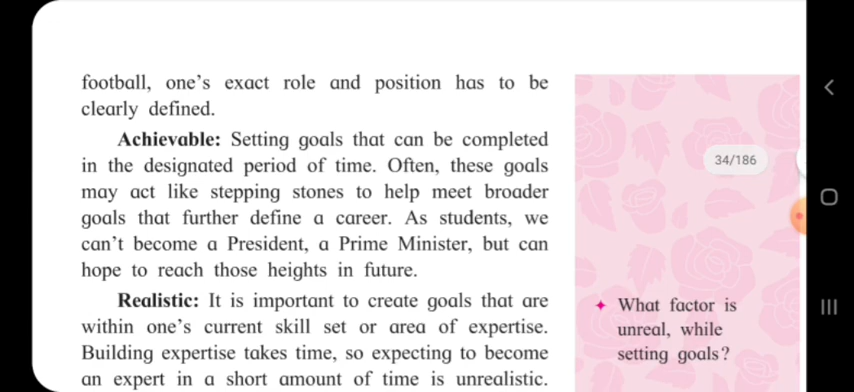 football, one's exact role and position has to be
clearly defined.
Achievable: Setting goals that can be completed
in the designated period of time. Often, these goals
may act like stepping stones to help meet broader
goals that further define a career. As students, we
can't become a President, a Prime Minister, but can
hope to reach those heights in future.
Realistic: It is important to create goals that are
within one's current skill set or area of expertise.
Building expertise takes time, so expecting to become
an expert in a short amount of time is unrealistic.
34/186
✦ What factor is
unreal, while
setting goals?